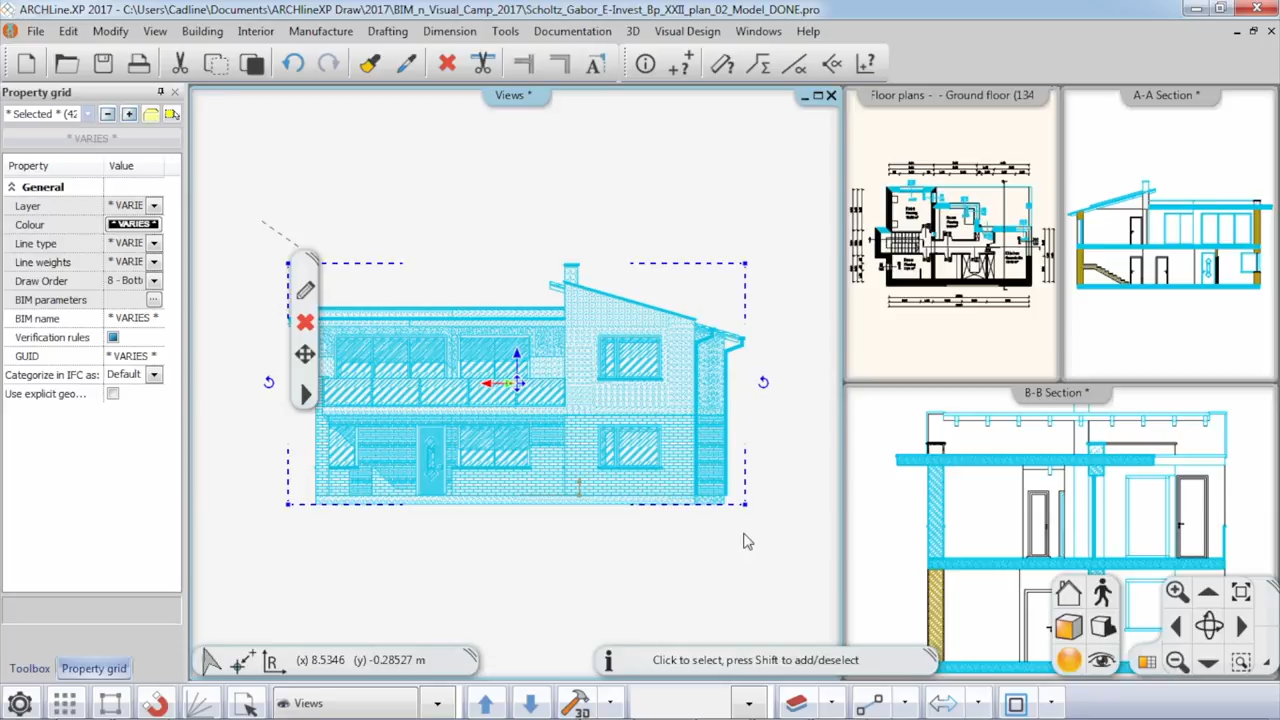 ARCHLine.XP 2017 - C:\Users\Cadline\Documents\ARCHlineXP Draw\2017\BIM_n_Visual_Camp_2017\Scholtz_Gabor_E-Invest_Bp_XXII_plan_02_Model_DONE.pro
File Edit Modify View Building Interior Manufacture Drafting Dimension Tools Documentation 3D Visual Design Windows Help
Property grid
* Selected * (42
* VARIES *
Property Value
General
Layer * VARIE
Colour * VARIES *
Line type * VARIE
Line weights * VARIE
Draw Order 8 - Bott
BIM parameters ...
BIM name * VARIES *
Verification rules
GUID * VARIES *
Categorize in IFC as: Default
Use explicit geo...
Toolbox Property grid
Views *
Floor plans - - Ground floor (134
A-A Section *
B-B Section *
(x) 8.5346 (y) -0.28527 m
Click to select, press Shift to add/deselect
Views
3D